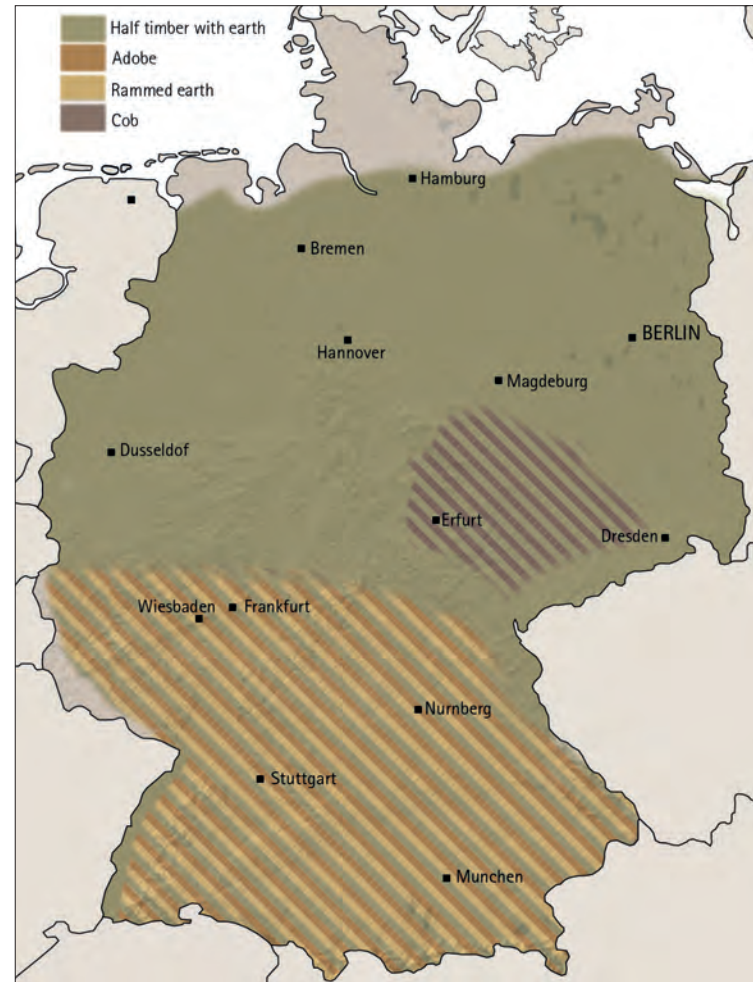 Half timber with earth
Adobe
Rammed earth
Cob
Hamburg
Bremen
BERLIN
Hannover
Magdeburg
Dusseldof
Erfurt
Dresden
Wiesbaden
Frankfurt
Nurnberg
Stuttgart
Munchen